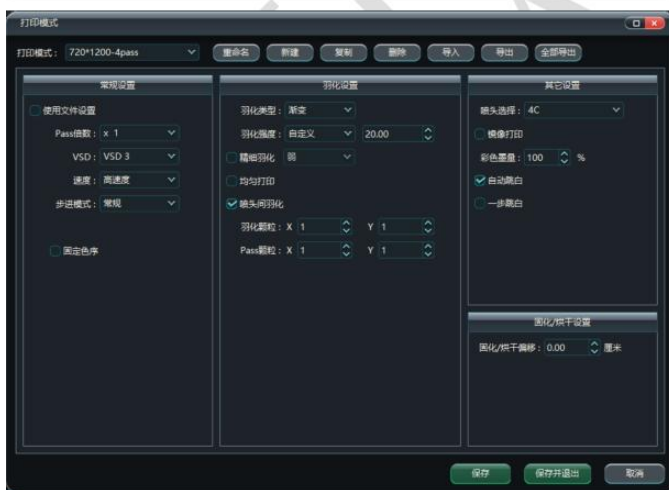 打印模式
打印模式： 720*1200-4pass 重命名 新建 复制 删除 导入 导出 全部导出
常规设置
使用文件设置
Pass倍数： x 1
VSD： VSD 3
速度： 高速度
步进模式： 常规
固定色序
羽化设置
羽化类型： 渐变
羽化强度： 自定义 20.00
精细羽化 弱
均匀打印
喷头间羽化
羽化颗粒： X 1 Y 1
Pass颗粒： X 1 Y 1
其它设置
喷头选择： 4C
镜像打印
彩色墨量： 100 %
自动跳白
一步跳白
固化/烘干设置
固化/烘干偏移： 0.00 厘米
保存 保存并退出 取消